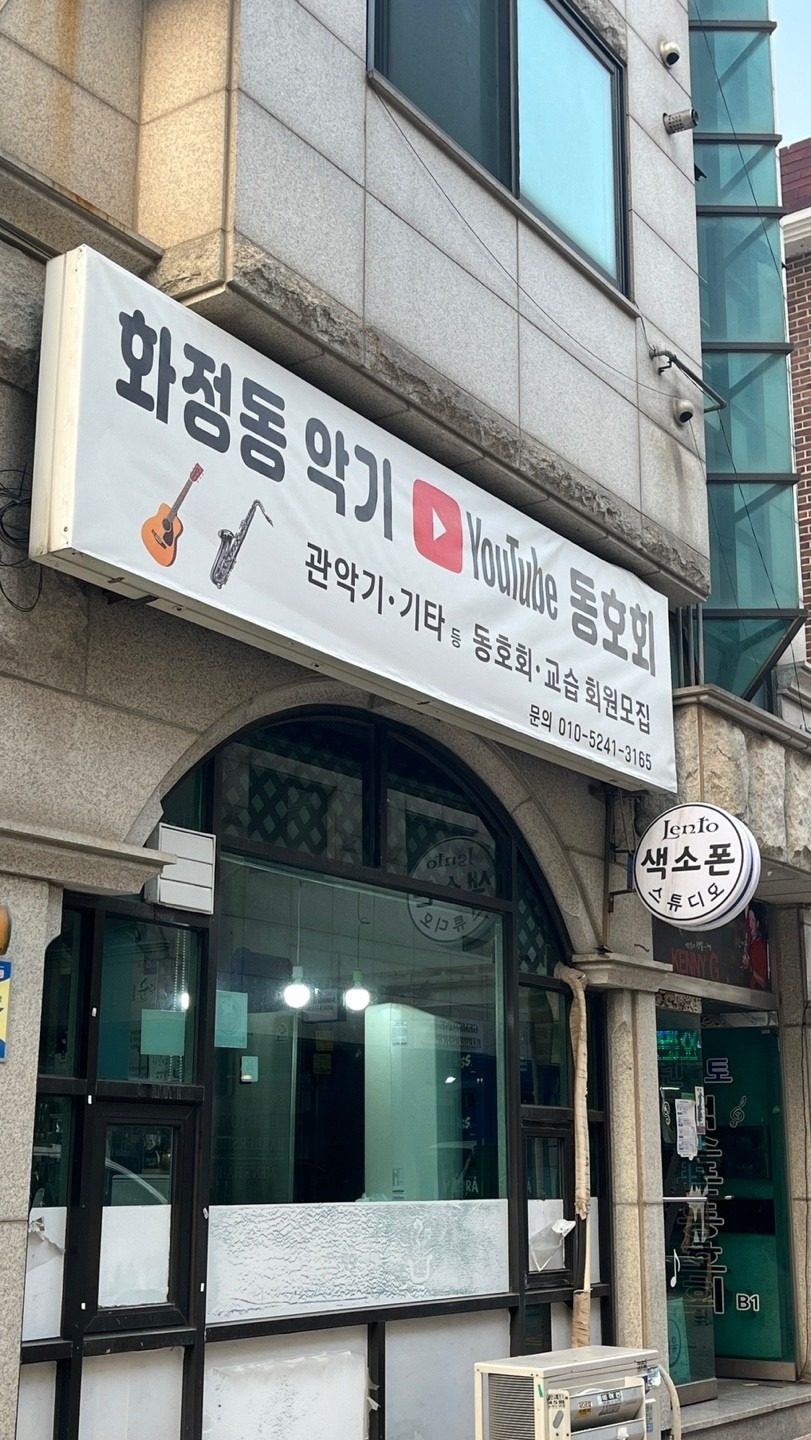 화정동 악기 YouTube 동호회
관악기·기타 등 동호회·교습 회원모집
문의 010-5241-3165
Lento
색소폰
스튜디오
KENNY G
토
B1